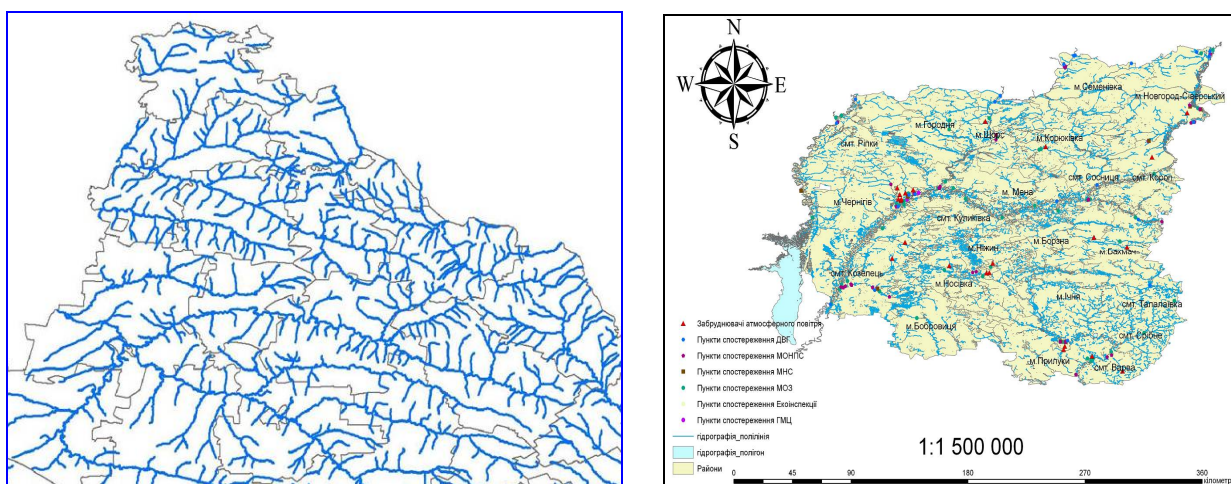 N
W E
S
м.Семенівка
м.Новгород-Сіверський
м.Городня
м.Щорс
м.Корюківка
смт. Ріпки
смт. Сосниця
смт. Короп
м. Мена
м.Чернігів
смт. Куликівка
м.Борзна
м.Ніжин
м.Бахмач
смт. Козелець
м.Носівка
м.Ічня
смт. Талалаївка
м.Бобровиця
смт. Срібне
м.Прилуки
смт. Варва
Забруднювачі атмосферного повітря
Пункти спостереження ДВГ
Пункти спостереження МОНПС
Пункти спостереження МНС
Пункти спостереження МОЗ
Пункти спостереження Екоінспекції
Пункти спостереження ГМЦ
гідрографія_полілінія
гідрографія_полігон
Райони
1:1 500 000
0 45 90 180 270 360
кілометри